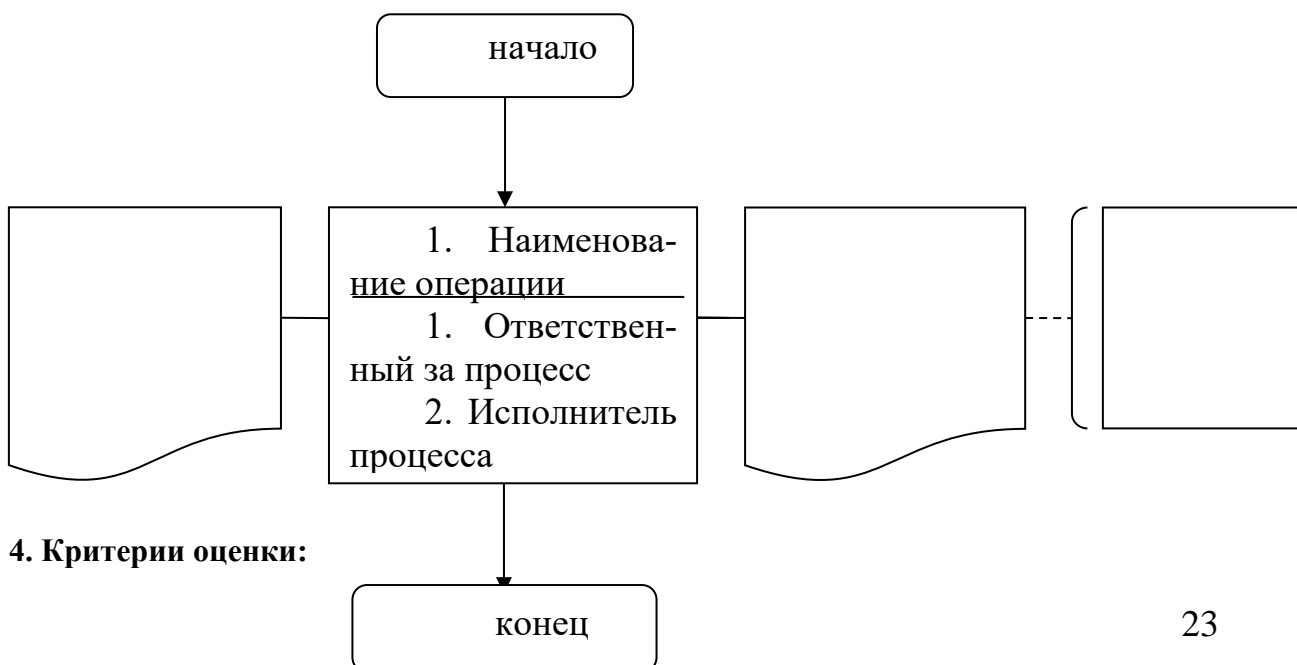 начало
1. Наименова-
ние операции
1. Ответствен-
ный за процесс
2. Исполнитель
процесса
4. Критерии оценки:
конец
23